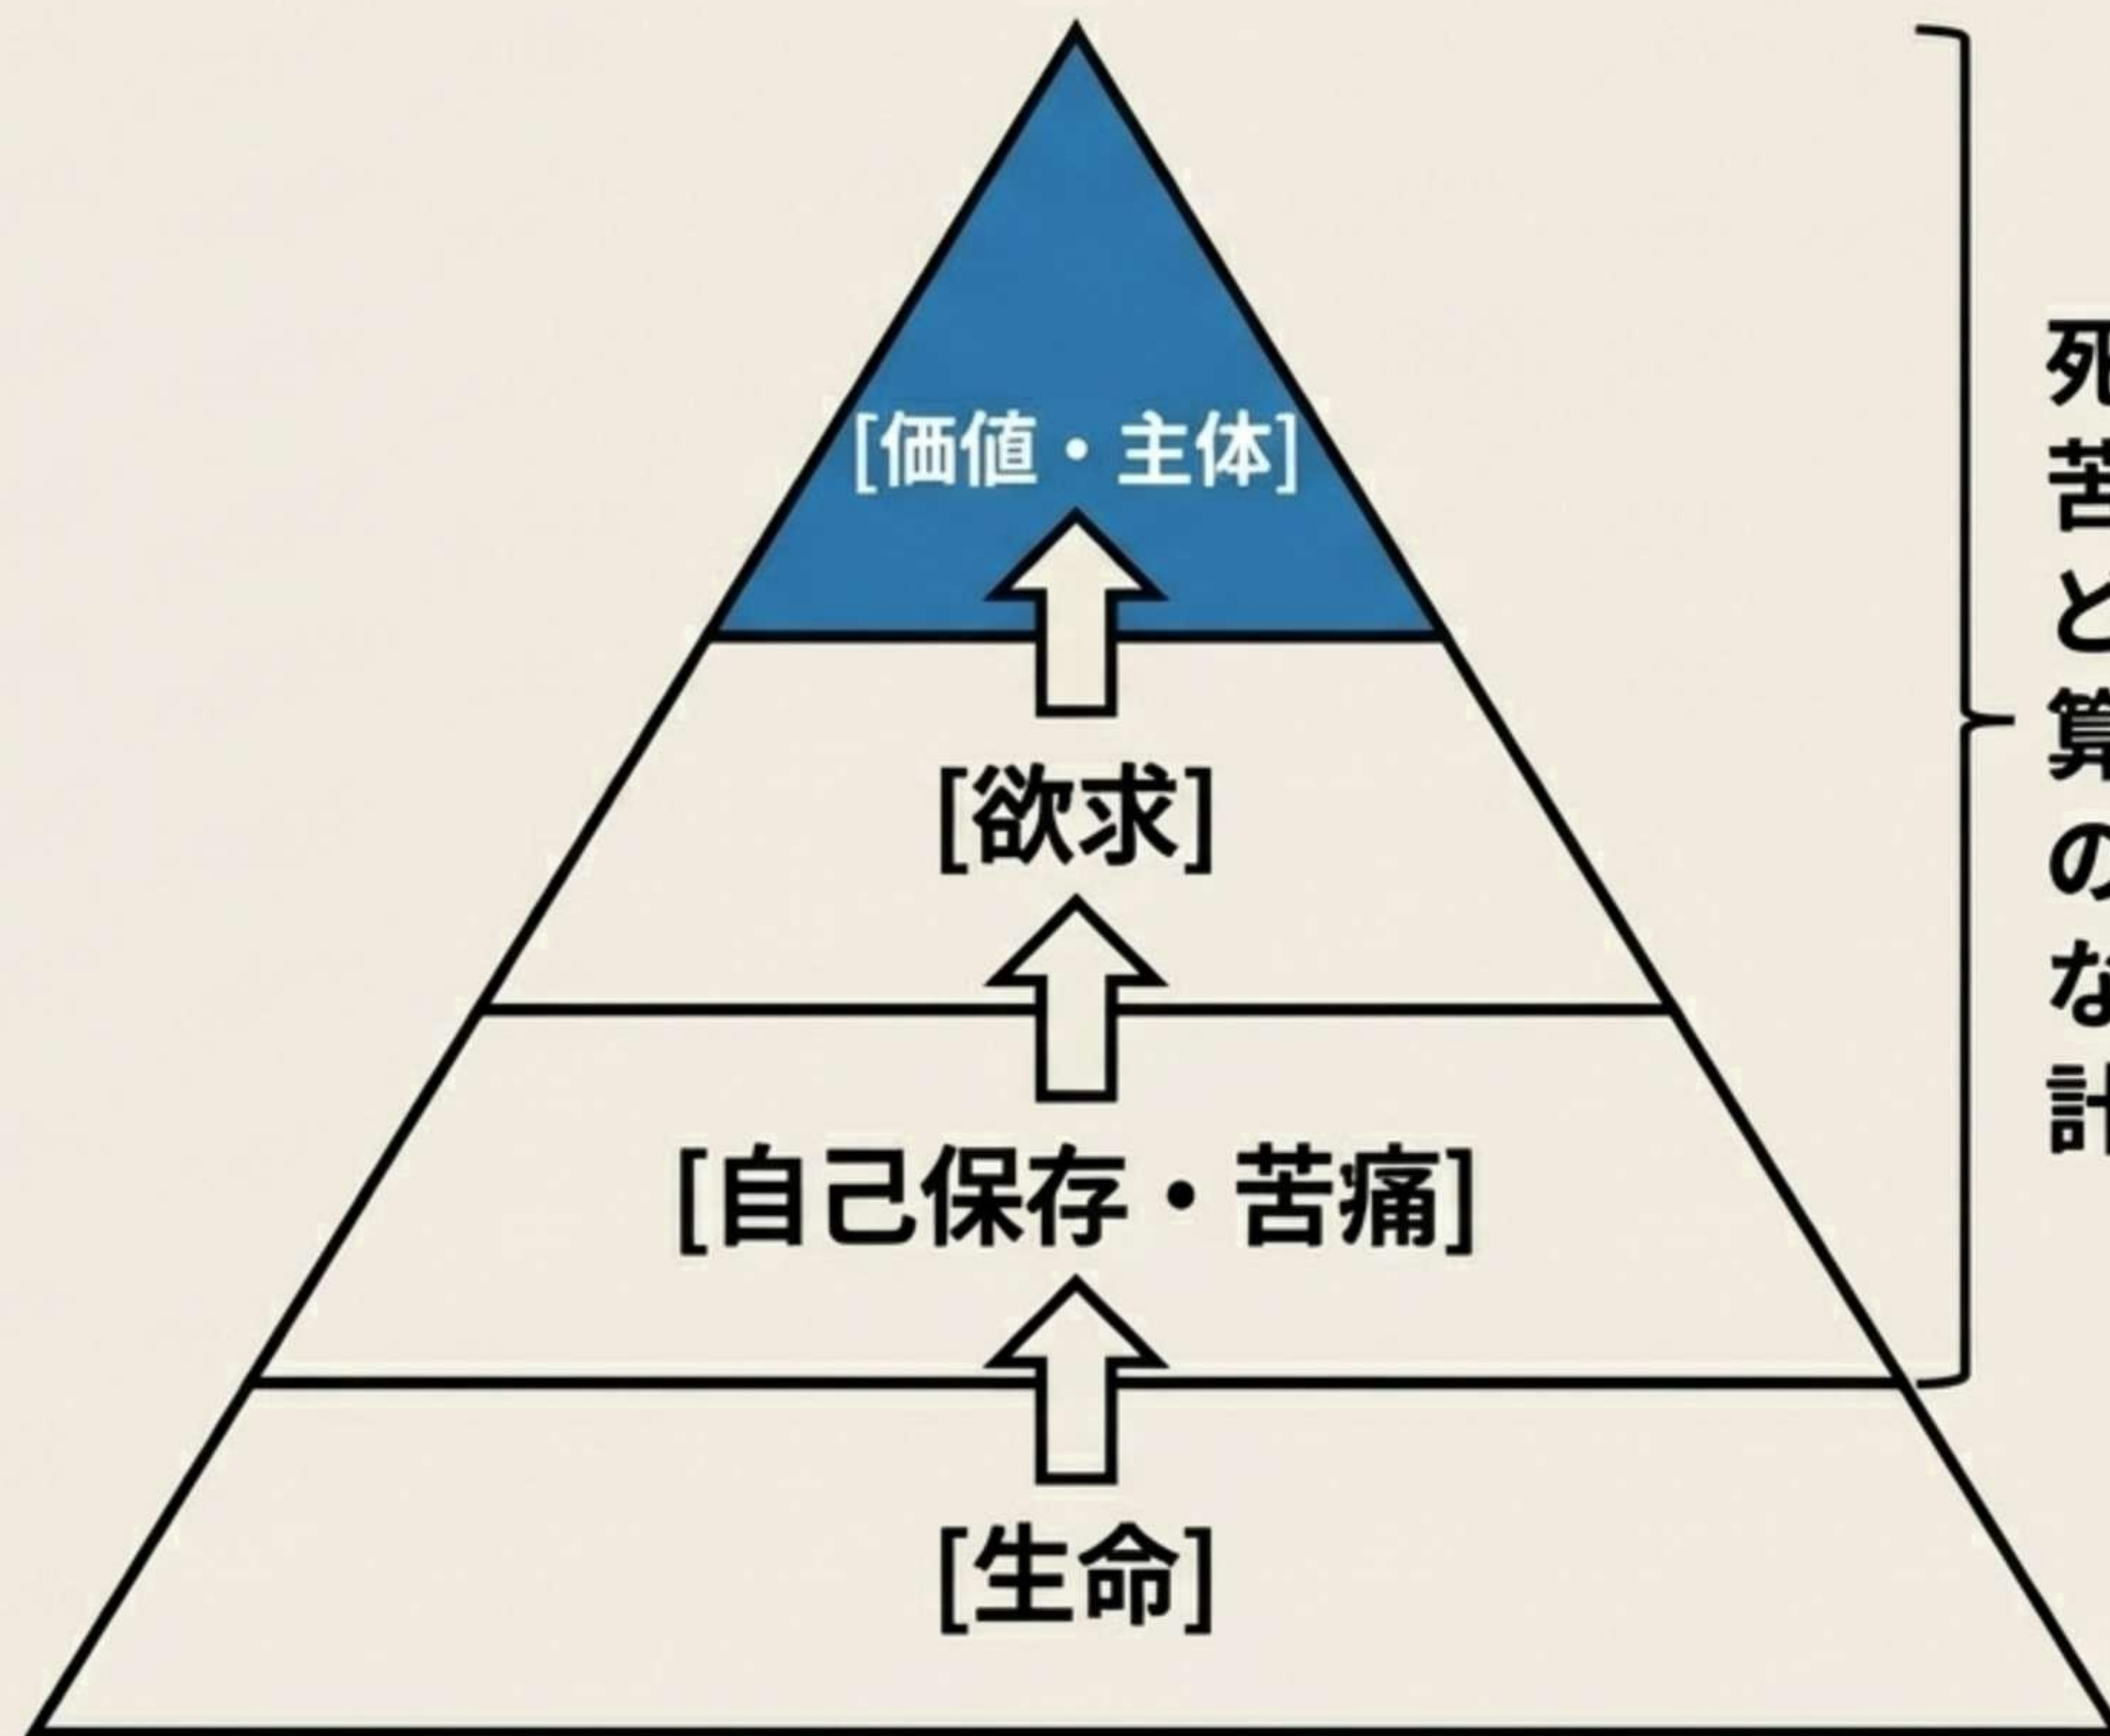 [価値・主体]
[欲求]
[自己保存・苦痛]
[生命]
死
苦
と
算
の
な
計